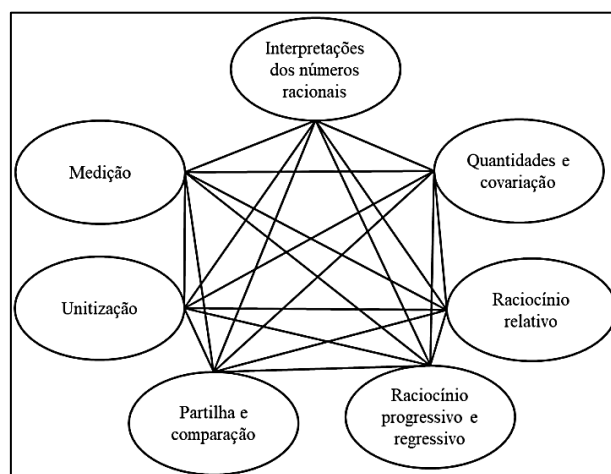 Interpretações
dos números
racionais
Medição
Quantidades e
covariação
Unitização
Raciocínio
relativo
Partilha e
comparação
Raciocínio
progressivo e
regressivo